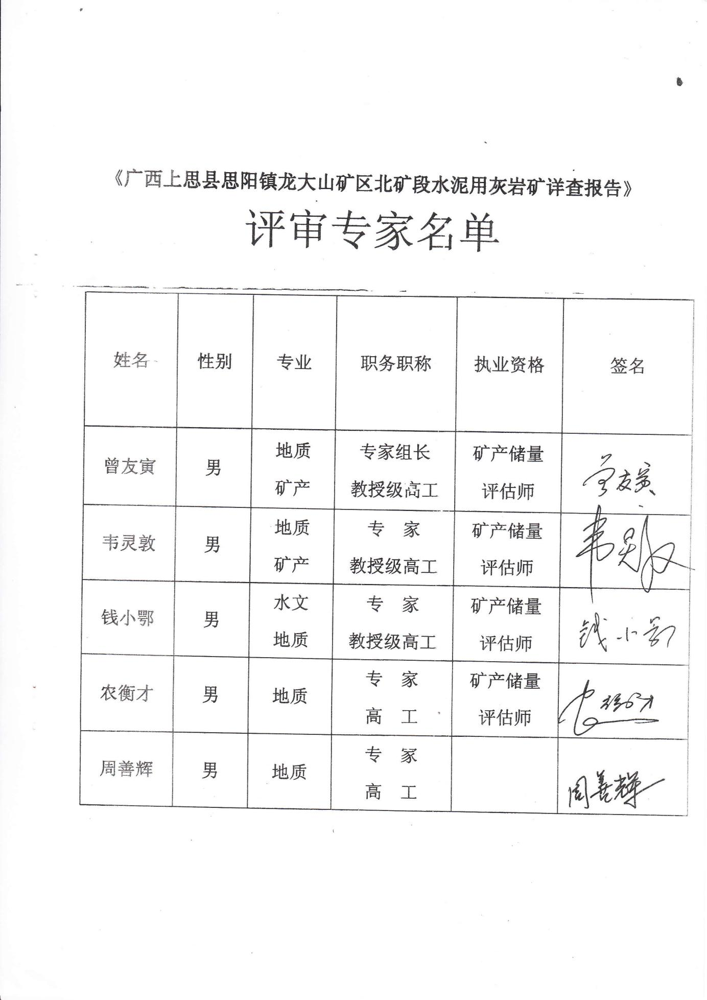 《广西上思县思阳镇龙大山矿区北矿段水泥用灰岩矿详查报告》
评审专家名单
姓名 性别 专业 职务职称 执业资格 签名
曾友寅 男 地质 矿产 专家组长 教授级高工 矿产储量 评估师 曾友寅
韦灵敦 男 地质 矿产 专 家 教授级高工 矿产储量 评估师 韦灵敦
钱小鄂 男 水文 地质 专 家 教授级高工 矿产储量 评估师 钱小鄂
农衡才 男 地质 专 家 高 工 矿产储量 评估师 农衡才
周善辉 男 地质 专 家 高 工 周善辉